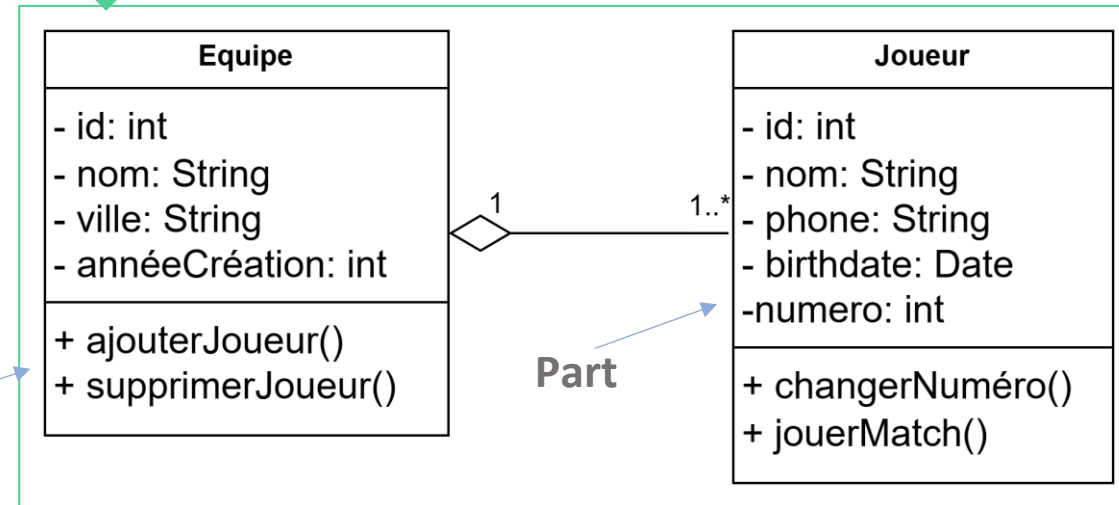 Equipe
- id: int
- nom: String
- ville: String
- annéeCréation: int
+ ajouterJoueur()
+ supprimerJoueur()
1
1..*
Part
Joueur
- id: int
- nom: String
- phone: String
- birthdate: Date
-numero: int
+ changerNuméro()
+ jouerMatch()